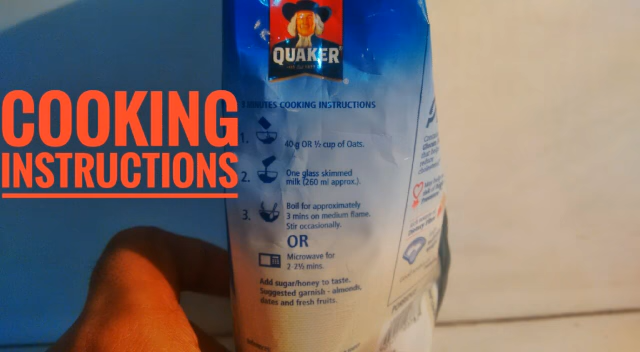 QUAKER
COOKING
INSTRUCTIONS
MINUTES COOKING INSTRUCTIONS
1.
40 g OR ½ cup of Oats.
2.
One glass skimmed
milk (260 ml approx.).
3.
Boil for approximately
3 mins on medium flame.
Stir occasionally.
OR
Microwave for
2 2½ mins.
Add sugar/honey to taste.
Suggested garnish - almonds,
dates and fresh fruits.